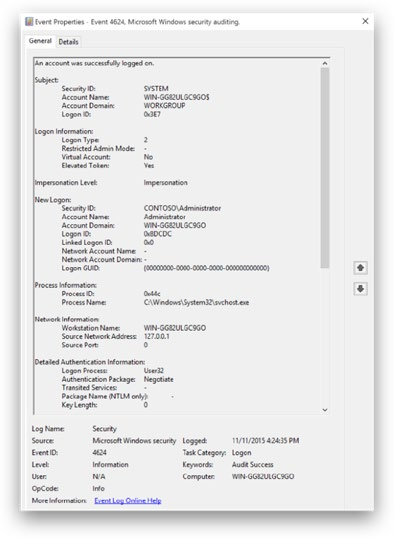 Event Properties - Event 4624, Microsoft Windows security auditing.
General Details
An account was successfully logged on.
Subject:
Security ID: SYSTEM
Account Name: WIN-GG82ULGC9GO$
Account Domain: WORKGROUP
Logon ID: 0x3E7
Logon Information:
Logon Type: 2
Restricted Admin Mode: -
Virtual Account: No
Elevated Token: Yes
Impersonation Level: Impersonation
New Logon:
Security ID: CONTOSO\Administrator
Account Name: Administrator
Account Domain: WIN-GG82ULGC9GO
Logon ID: 0x8DCDC
Linked Logon ID: 0x0
Network Account Name: -
Network Account Domain: -
Logon GUID: {00000000-0000-0000-0000-000000000000}
Process Information:
Process ID: 0x44c
Process Name: C:\Windows\System32\svchost.exe
Network Information:
Workstation Name: WIN-GG82ULGC9GO
Source Network Address: 127.0.0.1
Source Port: 0
Detailed Authentication Information:
Logon Process: User32
Authentication Package: Negotiate
Transited Services: -
Package Name (NTLM only): -
Key Length: 0
Log Name: Security
Source: Microsoft Windows security Logged: 11/11/2015 4:24:35 PM
Event ID: 4624 Task Category: Logon
Level: Information Keywords: Audit Success
User: N/A Computer: WIN-GG82ULGC9GO
OpCode: Info
More Information: Event Log Online Help